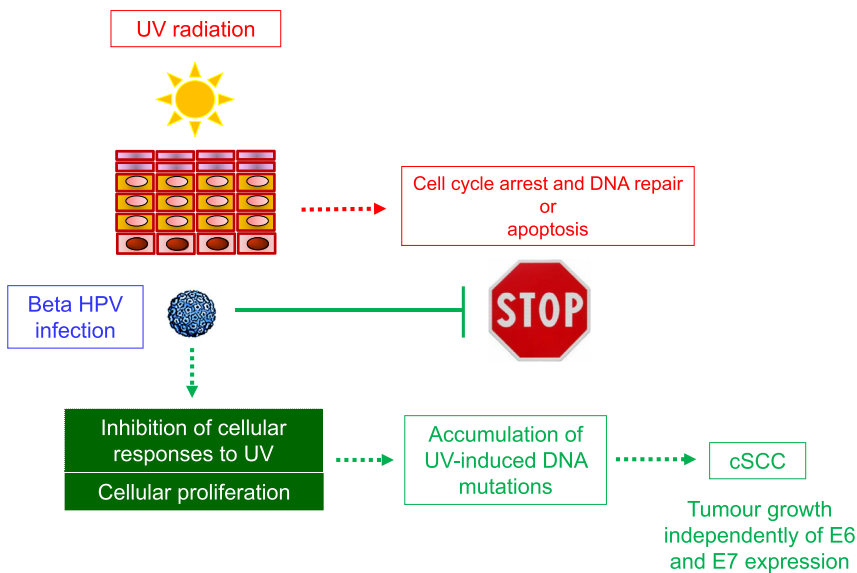 UV radiation
Cell cycle arrest and DNA repair
or
apoptosis
Beta HPV
infection
STOP
Inhibition of cellular
responses to UV
Cellular proliferation
Accumulation of
UV-induced DNA
mutations
cSCC
Tumour growth
independently of E6
and E7 expression